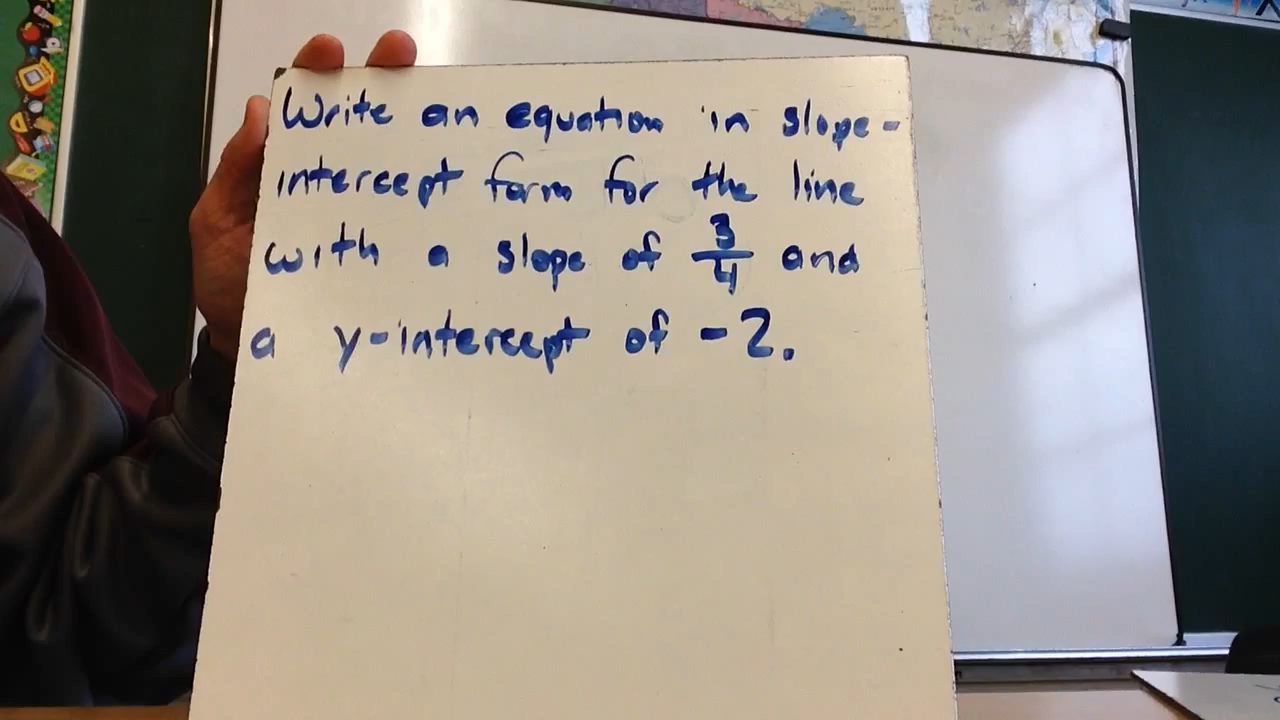 Write an equation in slope-
intercept form for the line
with a slope of 3/4 and
a y-intercept of -2.